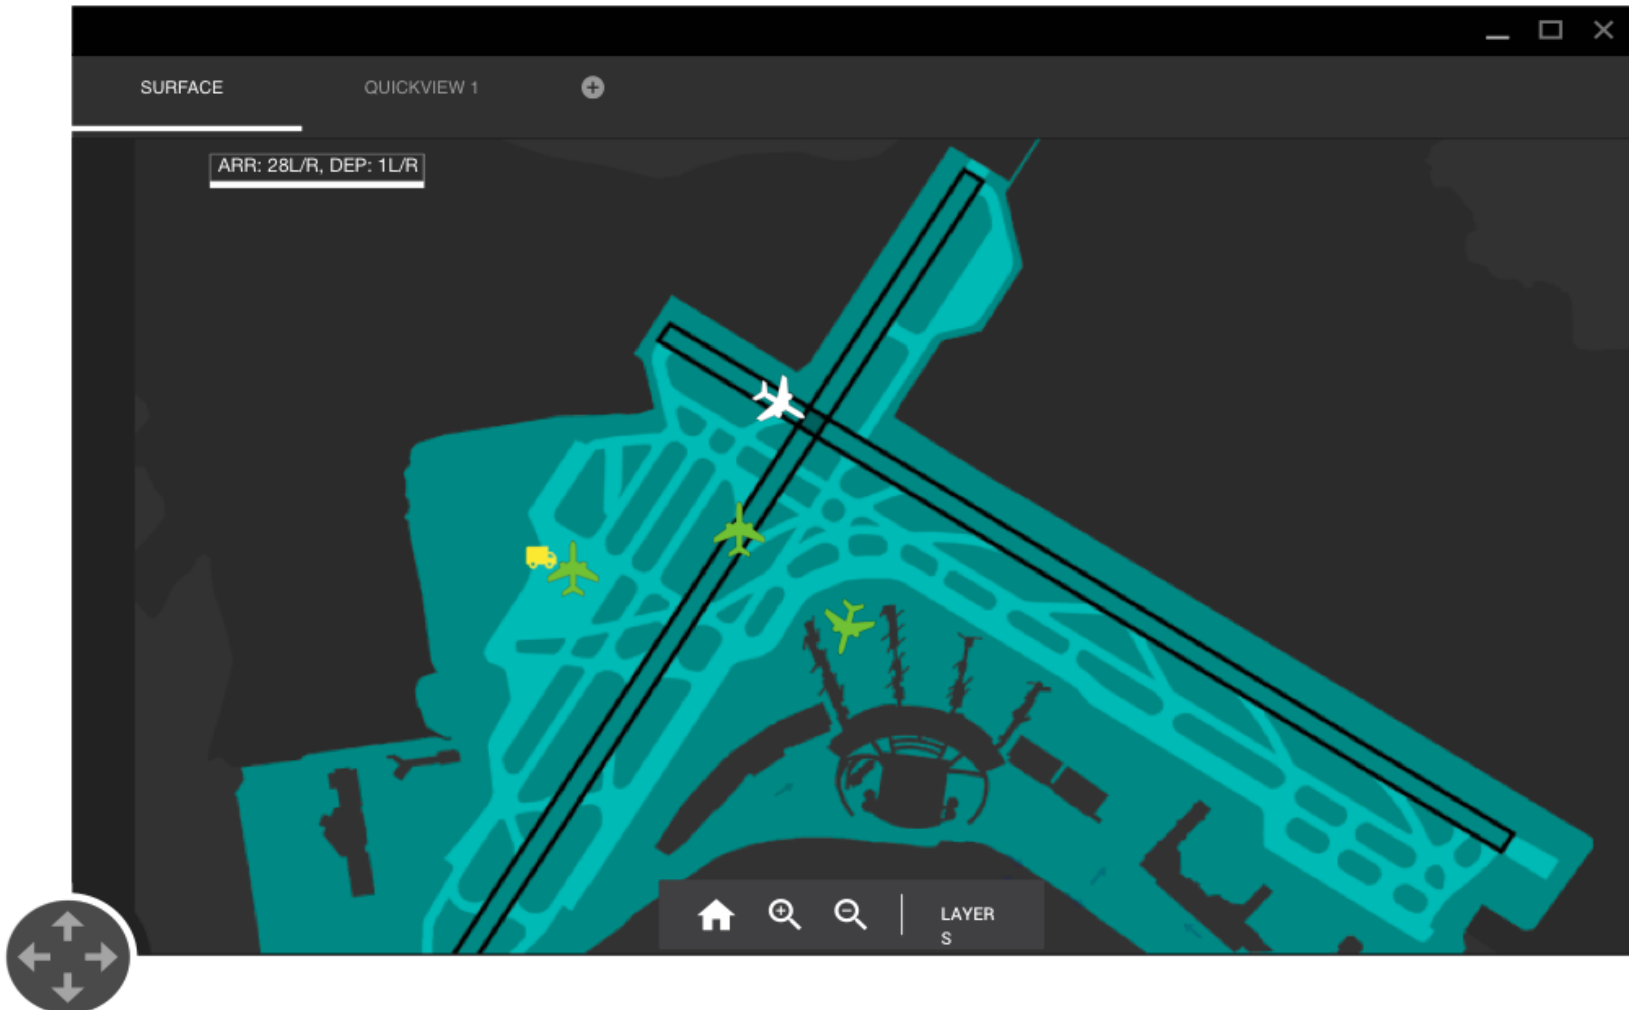 SURFACE
QUICKVIEW 1
ARR: 28L/R, DEP: 1L/R
LAYER
S